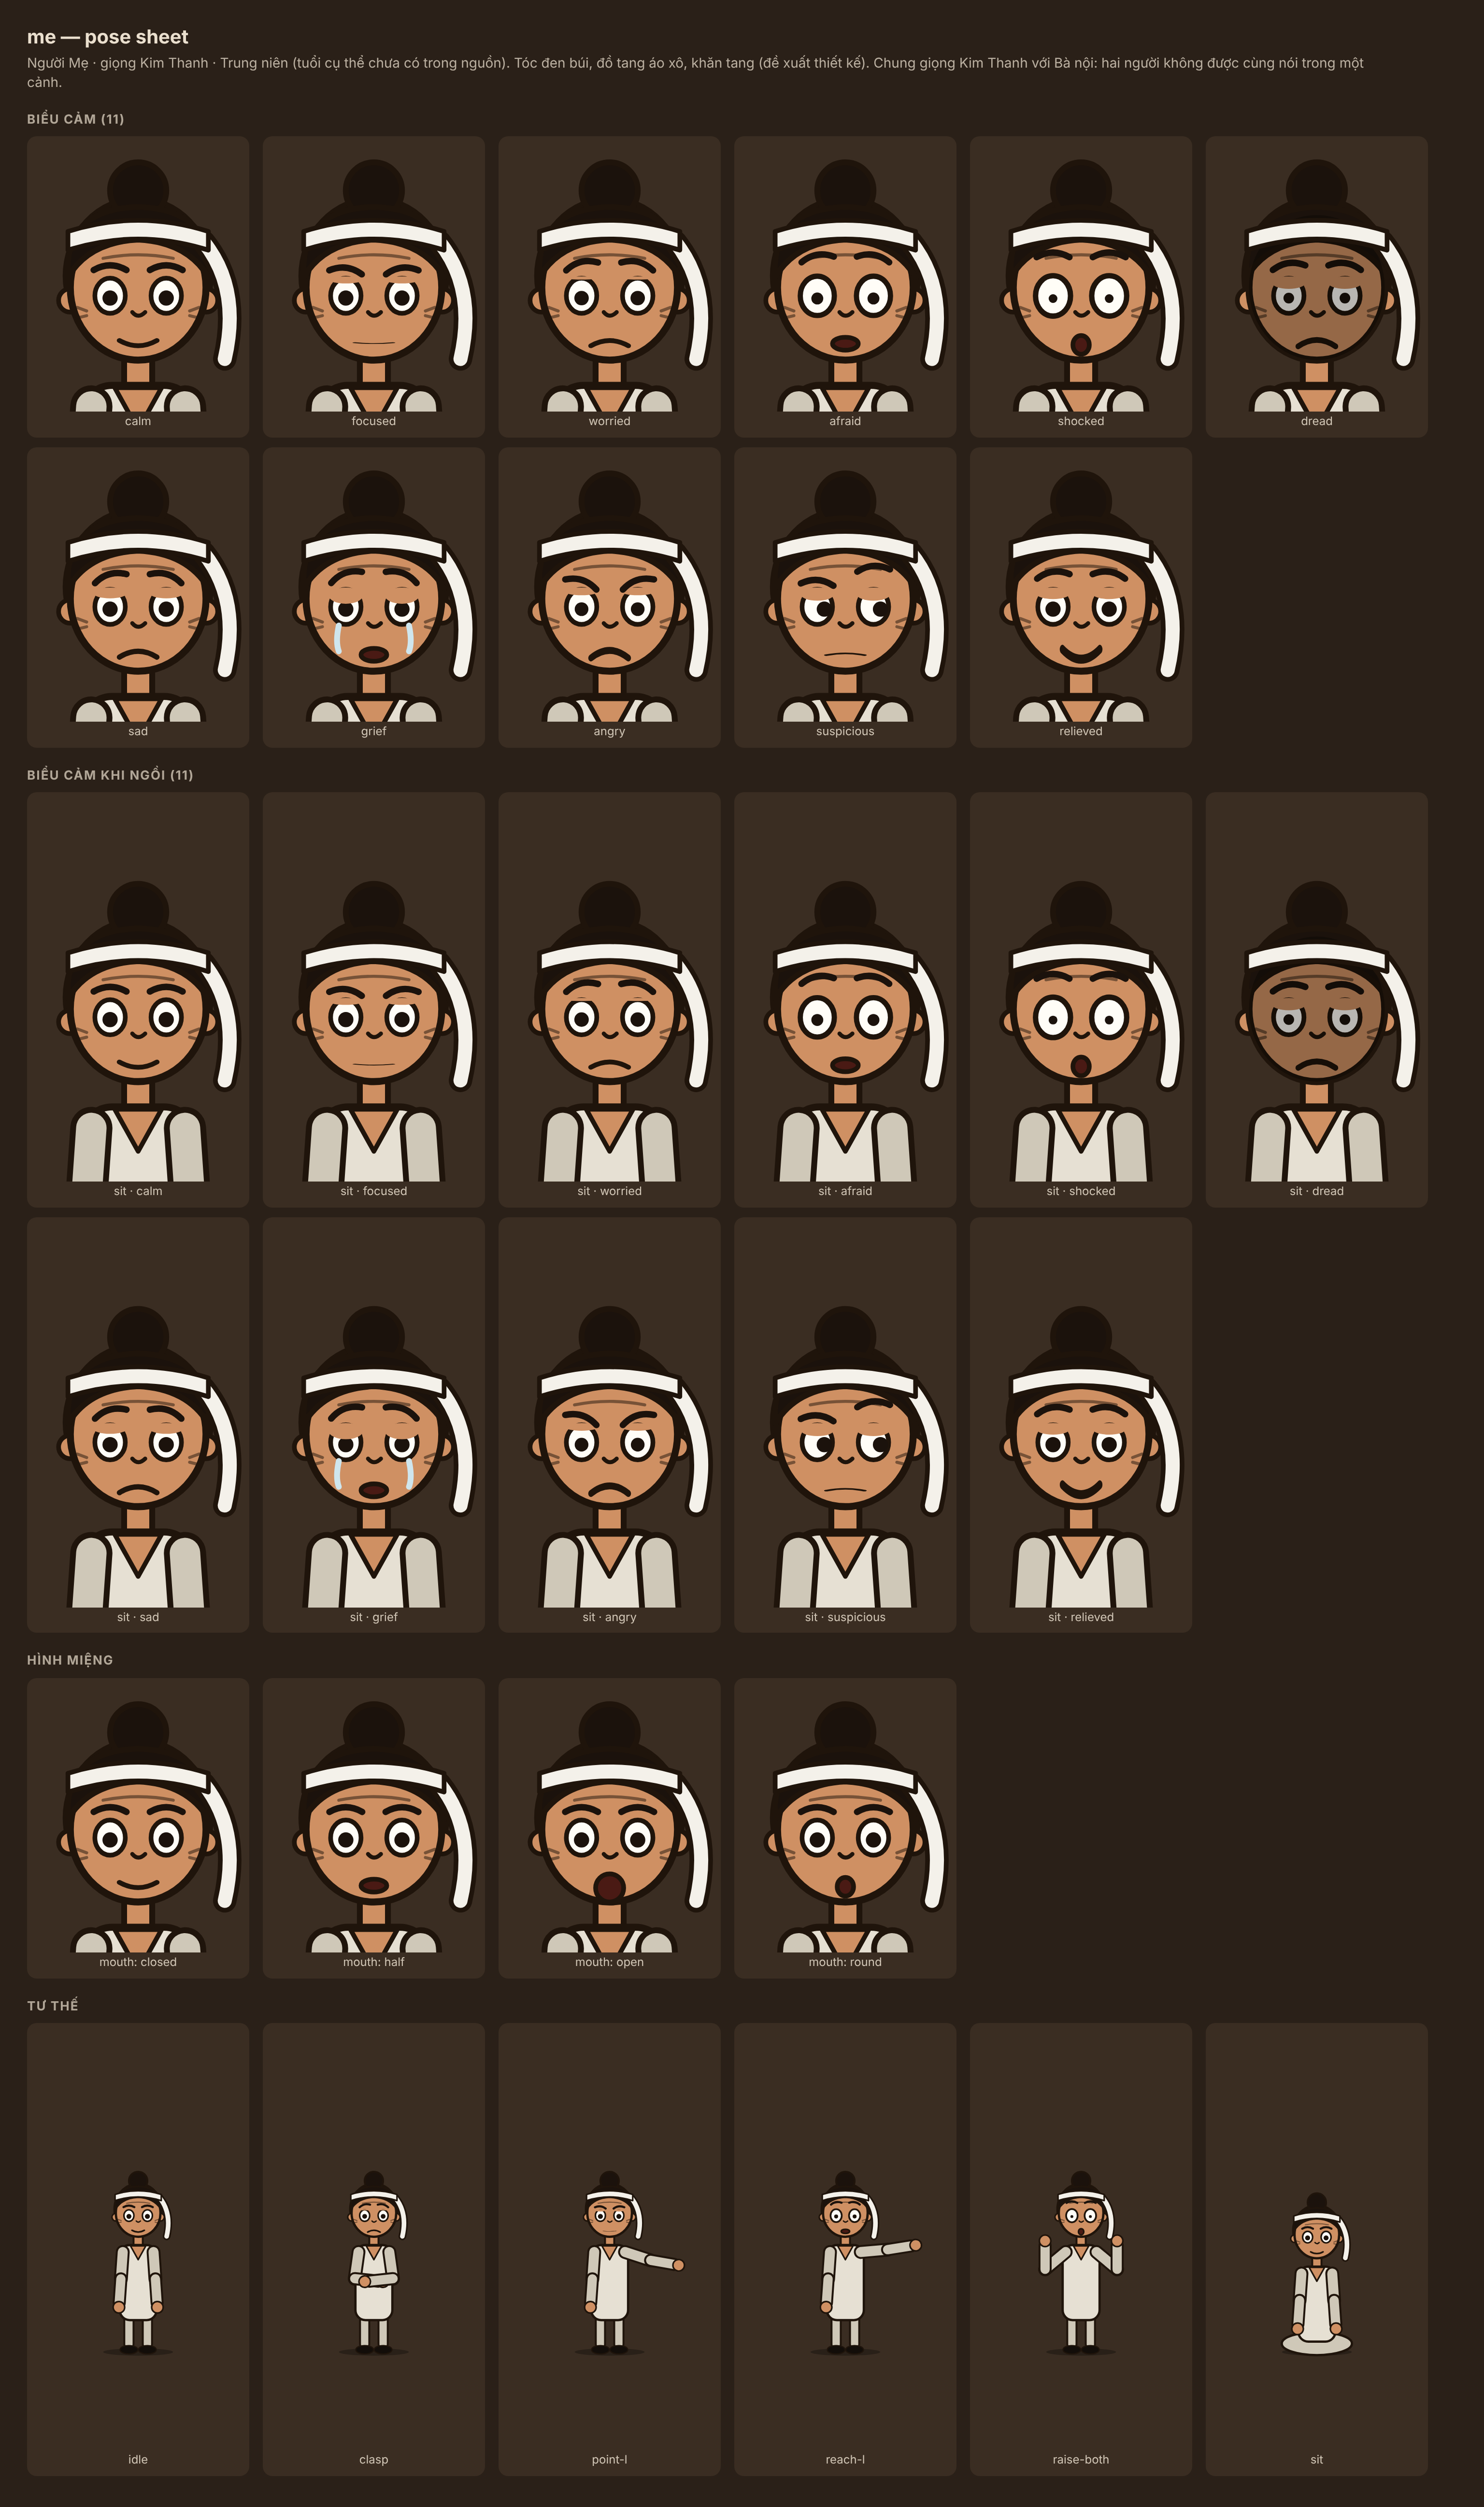 me — pose sheet
Người Mẹ · giọng Kim Thanh · Trung niên (tuổi cụ thể chưa có trong nguồn). Tóc đen búi, đồ tang áo xô, khăn tang (đề xuất thiết kế). Chung giọng Kim Thanh với Bà nội: hai người không được cùng nói trong một
cảnh.
BIỂU CẢM (11)
calm
focused
worried
afraid
shocked
dread
sad
grief
angry
suspicious
relieved
BIỂU CẢM KHI NGỒI (11)
sit · calm
sit · focused
sit · worried
sit · afraid
sit · shocked
sit · dread
sit · sad
sit · grief
sit · angry
sit · suspicious
sit · relieved
HÌNH MIỆNG
mouth: closed
mouth: half
mouth: open
mouth: round
TƯ THẾ
idle
clasp
point-l
reach-l
raise-both
sit